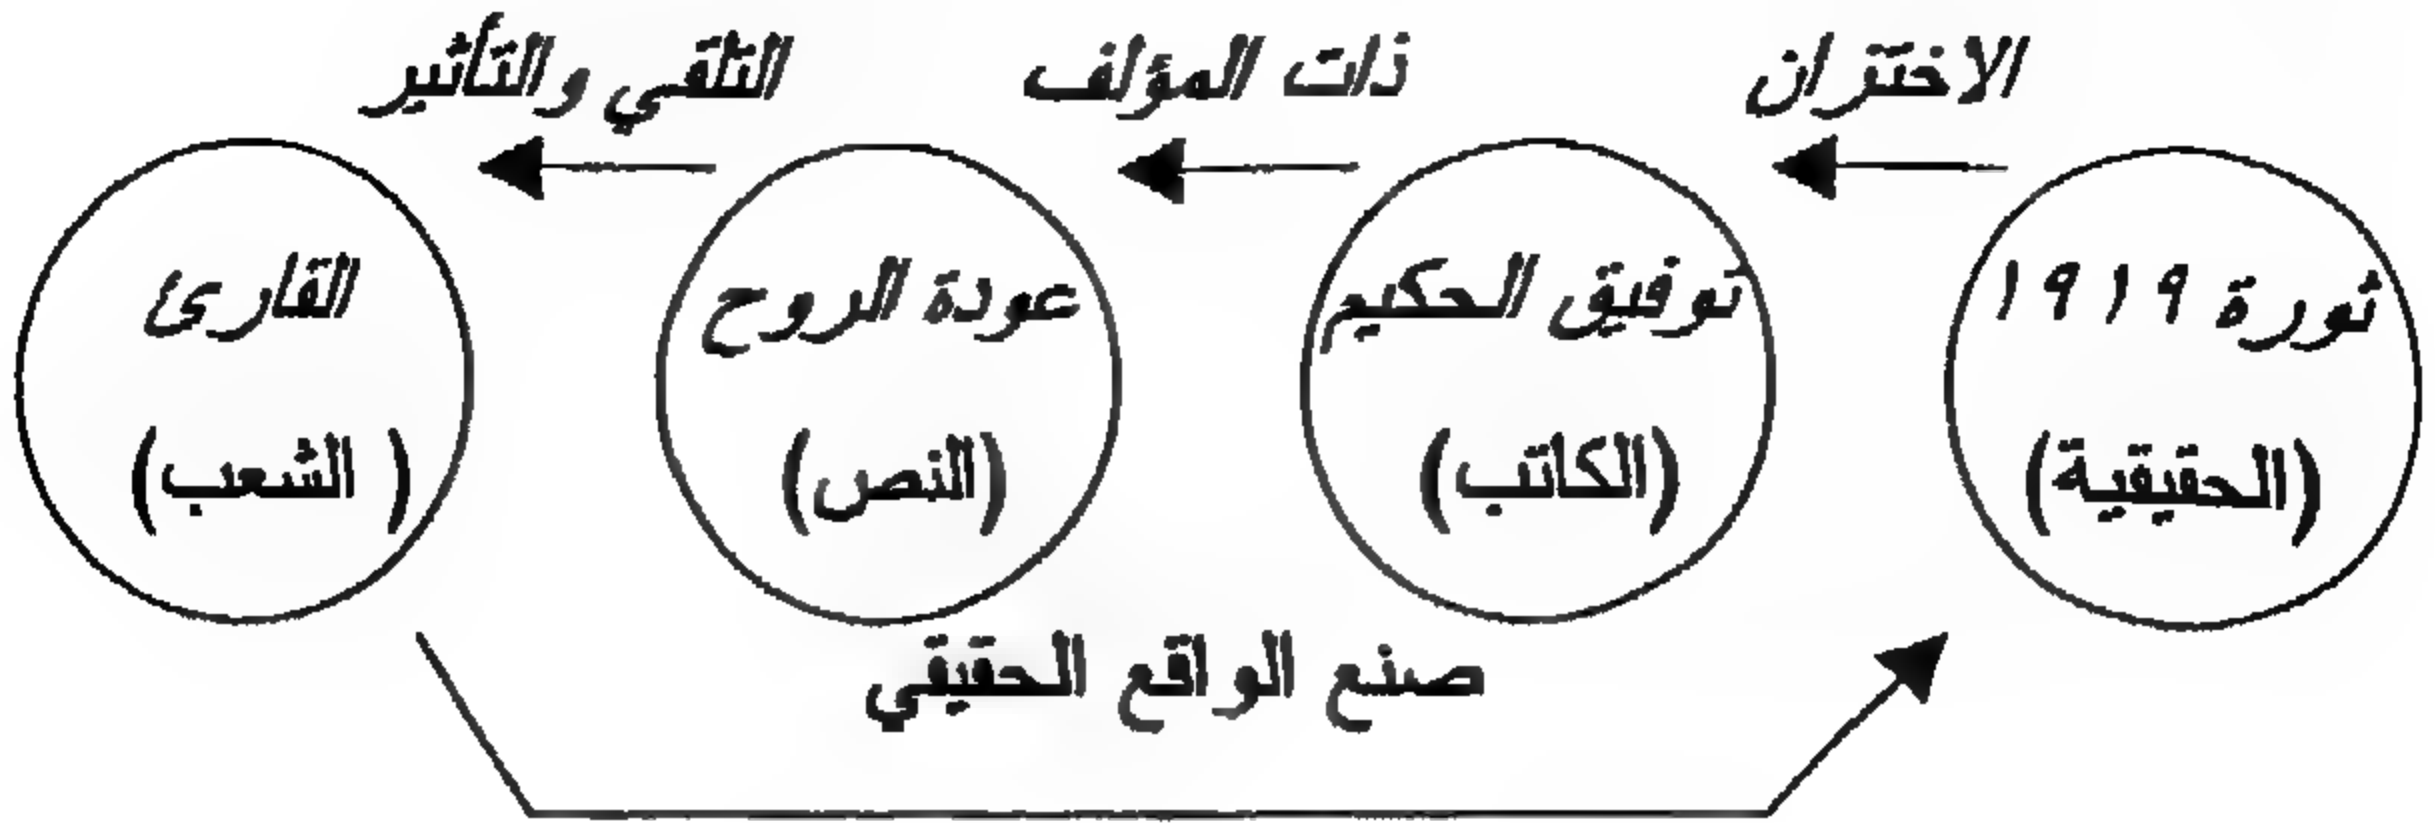 الاختزان
ذات المؤلف
التلقي والتأثير
ثورة ١٩١٩
(الحقيقية)
توفيق الحكيم
(الكاتب)
عودة الروح
(النص)
القارئ
( الشعب)
صنع الواقع الحقيقي